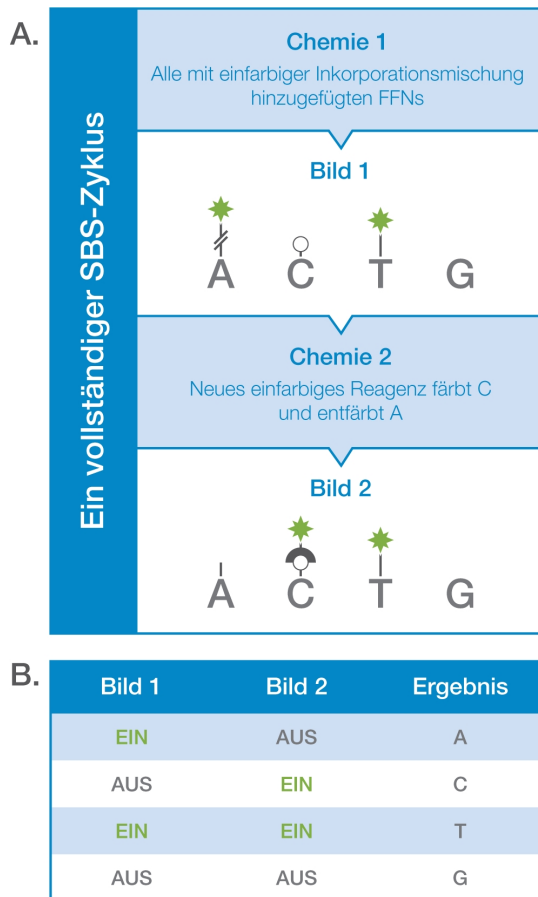 A.
Ein vollständiger SBS-Zyklus
Chemie 1
Alle mit einfarbiger Inkorporationsmischung
hinzugefügten FFNs
Bild 1
A C T G
Chemie 2
Neues einfarbiges Reagenz färbt C
und entfärbt A
Bild 2
A C T G
B.
Bild 1 Bild 2 Ergebnis
EIN AUS A
AUS EIN C
EIN EIN T
AUS AUS G